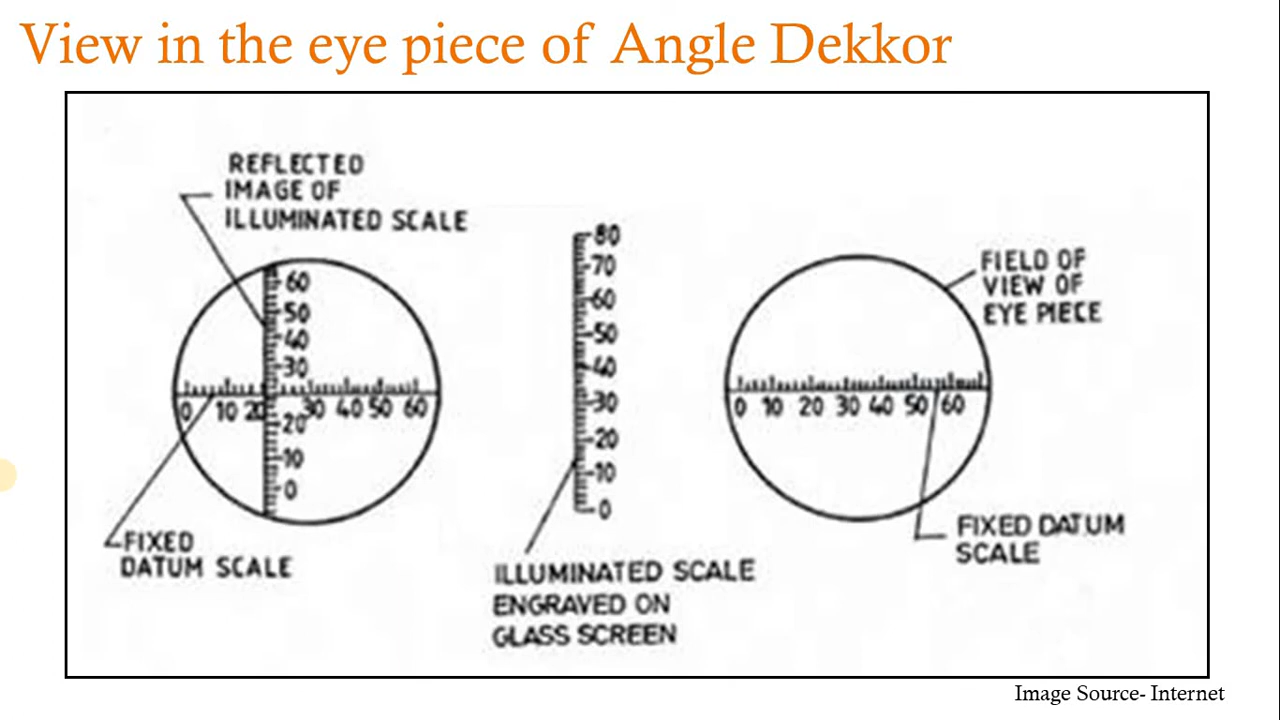 View in the eye piece of Angle Dekkor
REFLECTED
IMAGE OF
ILLUMINATED SCALE
60
50
40
30
20
10
0
0 10 20 30 40 50 60
FIXED
DATUM SCALE
80
70
60
50
40
30
20
10
0
ILLUMINATED SCALE
ENGRAVED ON
GLASS SCREEN
FIELD OF
VIEW OF
EYE PIECE
0 10 20 30 40 50 60
FIXED DATUM
SCALE
Image Source- Internet